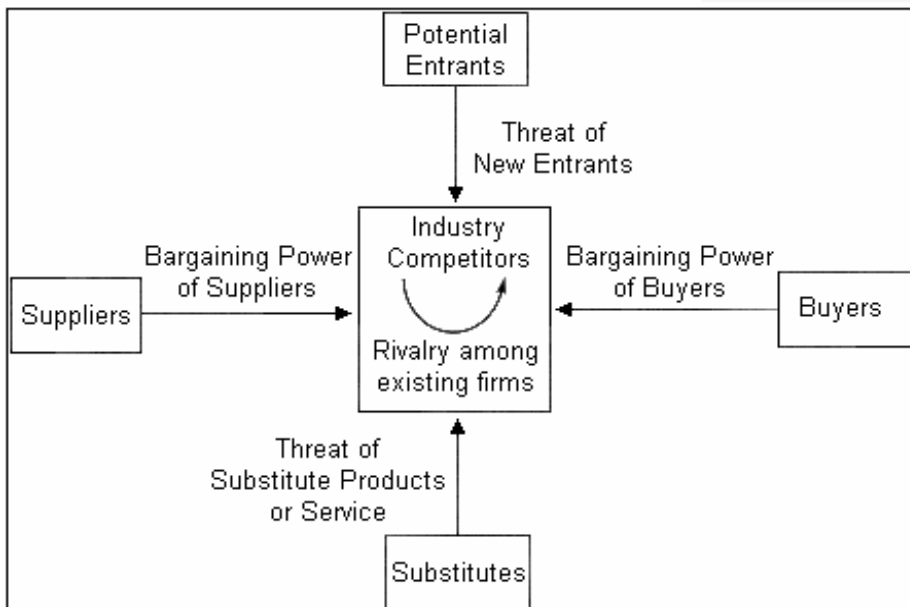 Potential
Entrants
Threat of
New Entrants
Industry
Competitors
Bargaining Power
of Suppliers
Bargaining Power
of Buyers
Suppliers
Buyers
Rivalry among
existing firms
Threat of
Substitute Products
or Service
Substitutes